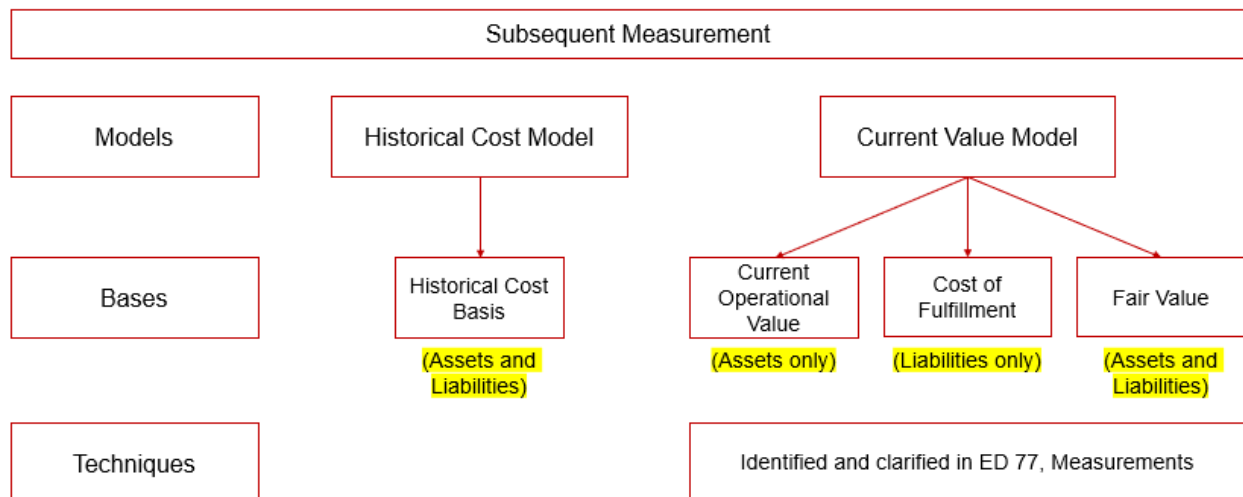 Subsequent Measurement
Models
Historical Cost Model
Current Value Model
Bases
Historical Cost
Basis
Current
Operational
Value
Cost of
Fulfillment
Fair Value
(Assets and
Liabilities)
(Assets only)
(Liabilities only)
(Assets and
Liabilities)
Techniques
Identified and clarified in ED 77, Measurements